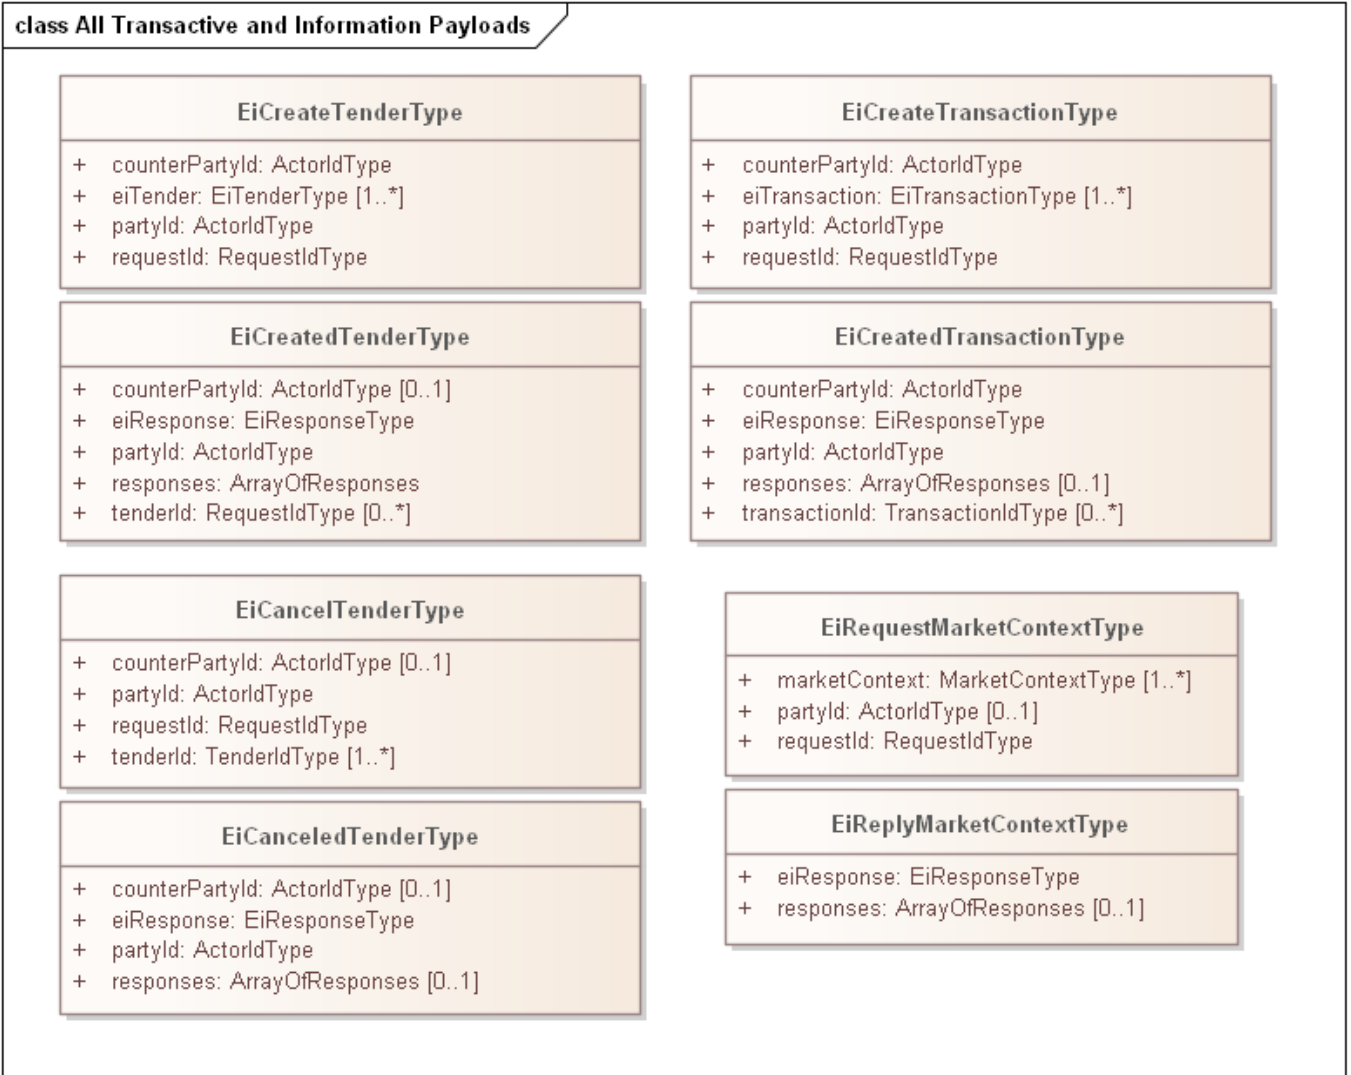 class All Transactive and Information Payloads
EiCreateTenderType
+ counterPartyId: ActorIdType
+ eiTender: EiTenderType [1..*]
+ partyId: ActorIdType
+ requestId: RequestIdType
EiCreatedTenderType
+ counterPartyId: ActorIdType [0..1]
+ eiResponse: EiResponseType
+ partyId: ActorIdType
+ responses: ArrayOfResponses
+ tenderId: RequestIdType [0..*]
EiCancelTenderType
+ counterPartyId: ActorIdType [0..1]
+ partyId: ActorIdType
+ requestId: RequestIdType
+ tenderId: TenderIdType [1..*]
EiCanceledTenderType
+ counterPartyId: ActorIdType [0..1]
+ eiResponse: EiResponseType
+ partyId: ActorIdType
+ responses: ArrayOfResponses [0..1]
EiCreateTransactionType
+ counterPartyId: ActorIdType
+ eiTransaction: EiTransactionType [1..*]
+ partyId: ActorIdType
+ requestId: RequestIdType
EiCreatedTransactionType
+ counterPartyId: ActorIdType
+ eiResponse: EiResponseType
+ partyId: ActorIdType
+ responses: ArrayOfResponses [0..1]
+ transactionId: TransactionIdType [0..*]
EiRequestMarketContextType
+ marketContext: MarketContextType [1..*]
+ partyId: ActorIdType [0..1]
+ requestId: RequestIdType
EiReplyMarketContextType
+ eiResponse: EiResponseType
+ responses: ArrayOfResponses [0..1]